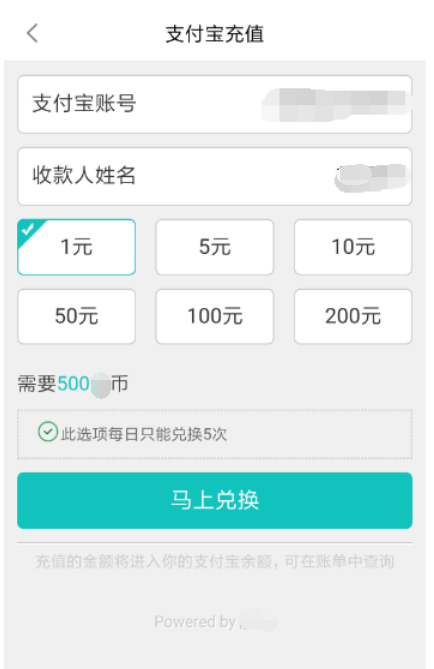 支付宝充值
支付宝账号
收款人姓名
1元 5元 10元
50元 100元 200元
需要500 币
此选项每日只能兑换5次
马上兑换
充值的金额将进入你的支付宝余额，可在账单中查询
Powered by